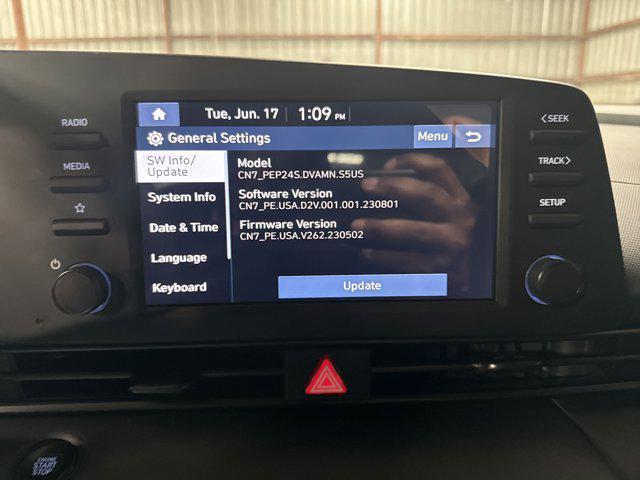 Tue, Jun. 17 1:09 PM
General Settings Menu
SW Info/
Update
System Info
Date & Time
Language
Keyboard
Model
CN7_PEP24S.DVAMN.S5US
Software Version
CN7_PE.USA.D2V.001.001.230801
Firmware Version
CN7_PE.USA.V262.230502
Update
RADIO
MEDIA
<SEEK
TRACK>
SETUP
ENGINE
START
STOP